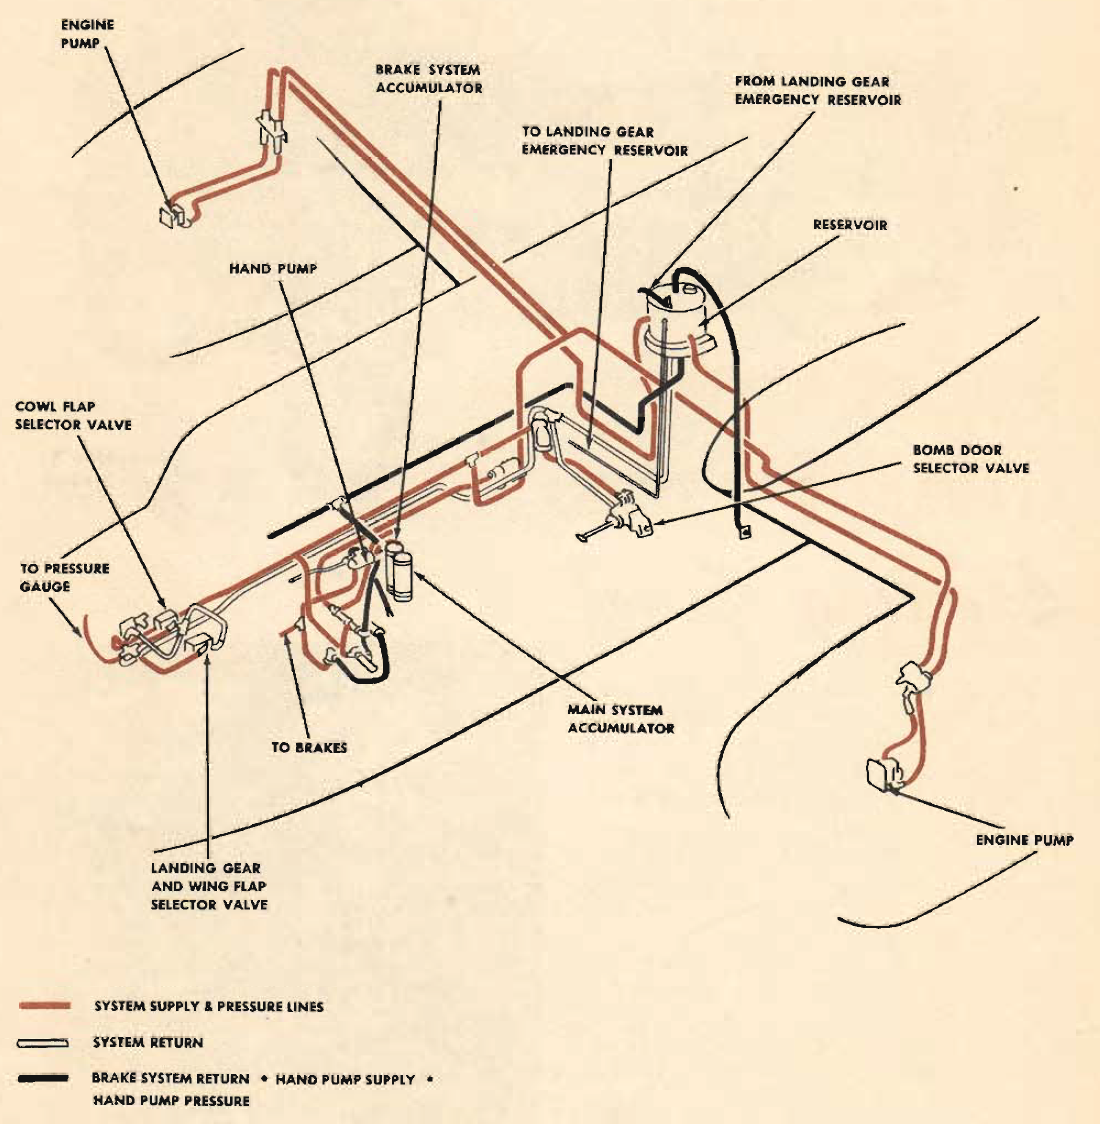 ENGINE
PUMP
BRAKE SYSTEM
ACCUMULATOR
FROM LANDING GEAR
EMERGENCY RESERVOIR
TO LANDING GEAR
EMERGENCY RESERVOIR
RESERVOIR
HAND PUMP
COWL FLAP
SELECTOR VALVE
BOMB DOOR
SELECTOR VALVE
TO PRESSURE
GAUGE
MAIN SYSTEM
ACCUMULATOR
TO BRAKES
ENGINE PUMP
LANDING GEAR
AND WING FLAP
SELECTOR VALVE
SYSTEM SUPPLY & PRESSURE LINES
SYSTEM RETURN
BRAKE SYSTEM RETURN • HAND PUMP SUPPLY •
HAND PUMP PRESSURE